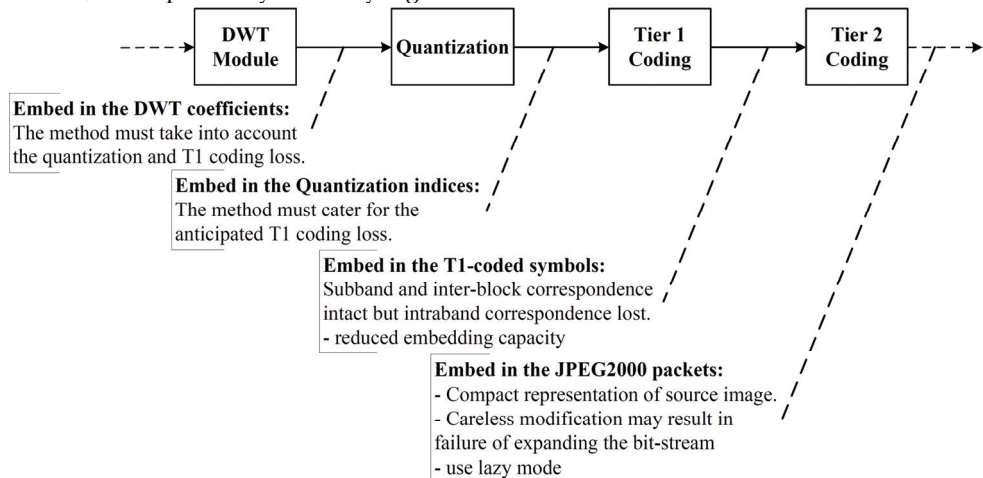 DWT
Module
Quantization
Tier 1
Coding
Tier 2
Coding
Embed in the DWT coefficients:
The method must take into account
the quantization and T1 coding loss.
Embed in the Quantization indices:
The method must cater for the
anticipated T1 coding loss.
Embed in the T1-coded symbols:
Subband and inter-block correspondence
intact but intraband correspondence lost.
- reduced embedding capacity
Embed in the JPEG2000 packets:
- Compact representation of source image.
- Careless modification may result in
failure of expanding the bit-stream
- use lazy mode